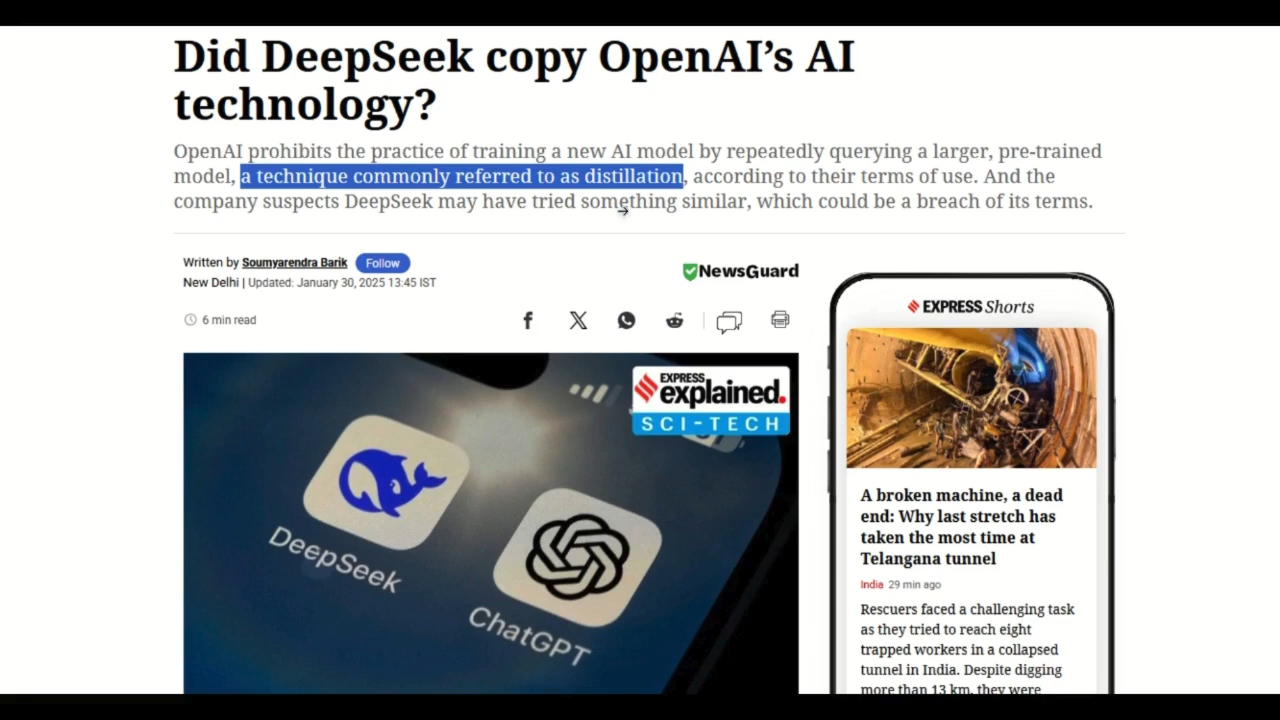 Did DeepSeek copy OpenAI's AI
technology?
OpenAI prohibits the practice of training a new AI model by repeatedly querying a larger, pre-trained
model, a technique commonly referred to as distillation, according to their terms of use. And the
company suspects DeepSeek may have tried something similar, which could be a breach of its terms.
Written by Soumyarendra Barik Follow
New Delhi | Updated: January 30, 2025 13:45 IST
NewsGuard
6 min read
EXPRESS
explained.
SCI-TECH
DeepSeek
ChatGPT
EXPRESS Shorts
A broken machine, a dead
end: Why last stretch has
taken the most time at
Telangana tunnel
India 29 min ago
Rescuers faced a challenging task
as they tried to reach eight
trapped workers in a collapsed
tunnel in India. Despite digging
more than 13 km, they were